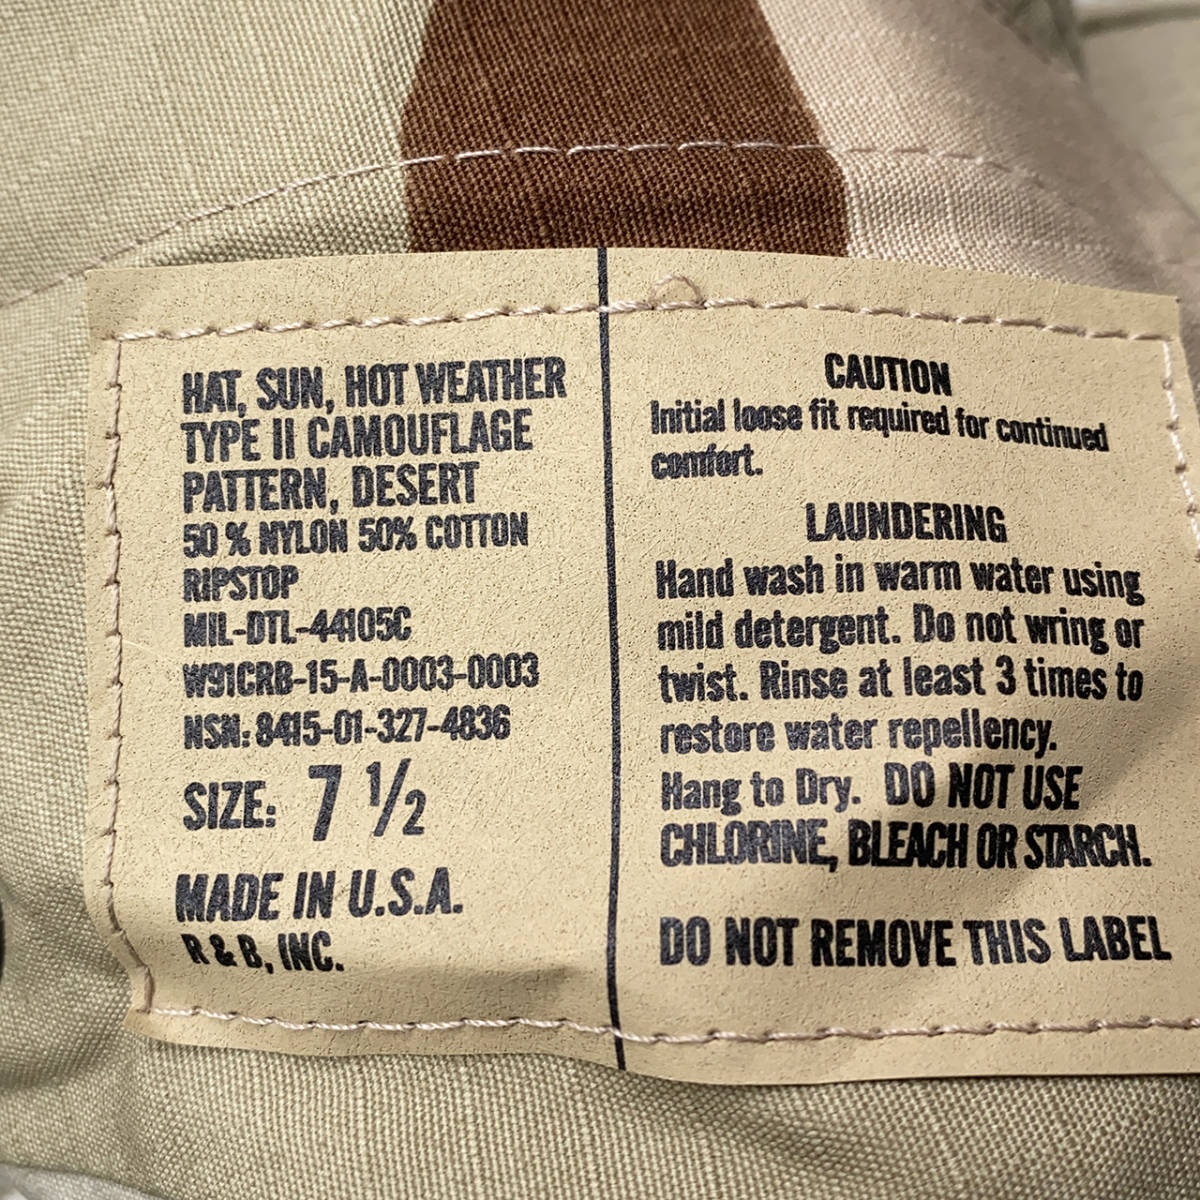 HAT, SUN, HOT WEATHER
TYPE II CAMOUFLAGE
PATTERN, DESERT
50 % NYLON 50% COTTON
RIPSTOP
MIL-DTL-44105C
W91CRB-15-A-0003-0003
NSN: 8415-01-327-4836
SIZE: 7 ½
MADE IN U.S.A.
R & B, INC.
CAUTION
Initial loose fit required for continued
comfort.
LAUNDERING
Hand wash in warm water using
mild detergent. Do not wring or
twist. Rinse at least 3 times to
restore water repellency.
Hang to Dry. DO NOT USE
CHLORINE, BLEACH OR STARCH.
DO NOT REMOVE THIS LABEL